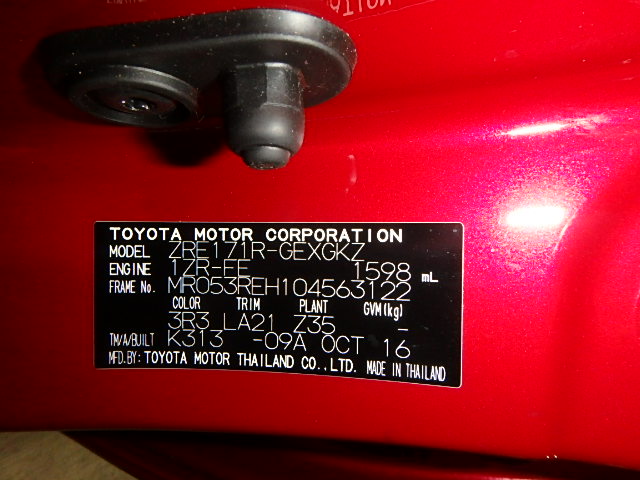 TOYOTA MOTOR CORPORATION
MODEL ZRE171R-GEXGKZ
ENGINE 1ZR-FE 1598 mL
FRAME No. MR053REH104563122
COLOR TRIM PLANT GVM(kg)
3R3 LA21 Z35 -
TM/A/BUILT K313 -09A OCT 16
MFD.BY: TOYOTA MOTOR THAILAND CO.,LTD. MADE IN THAILAND